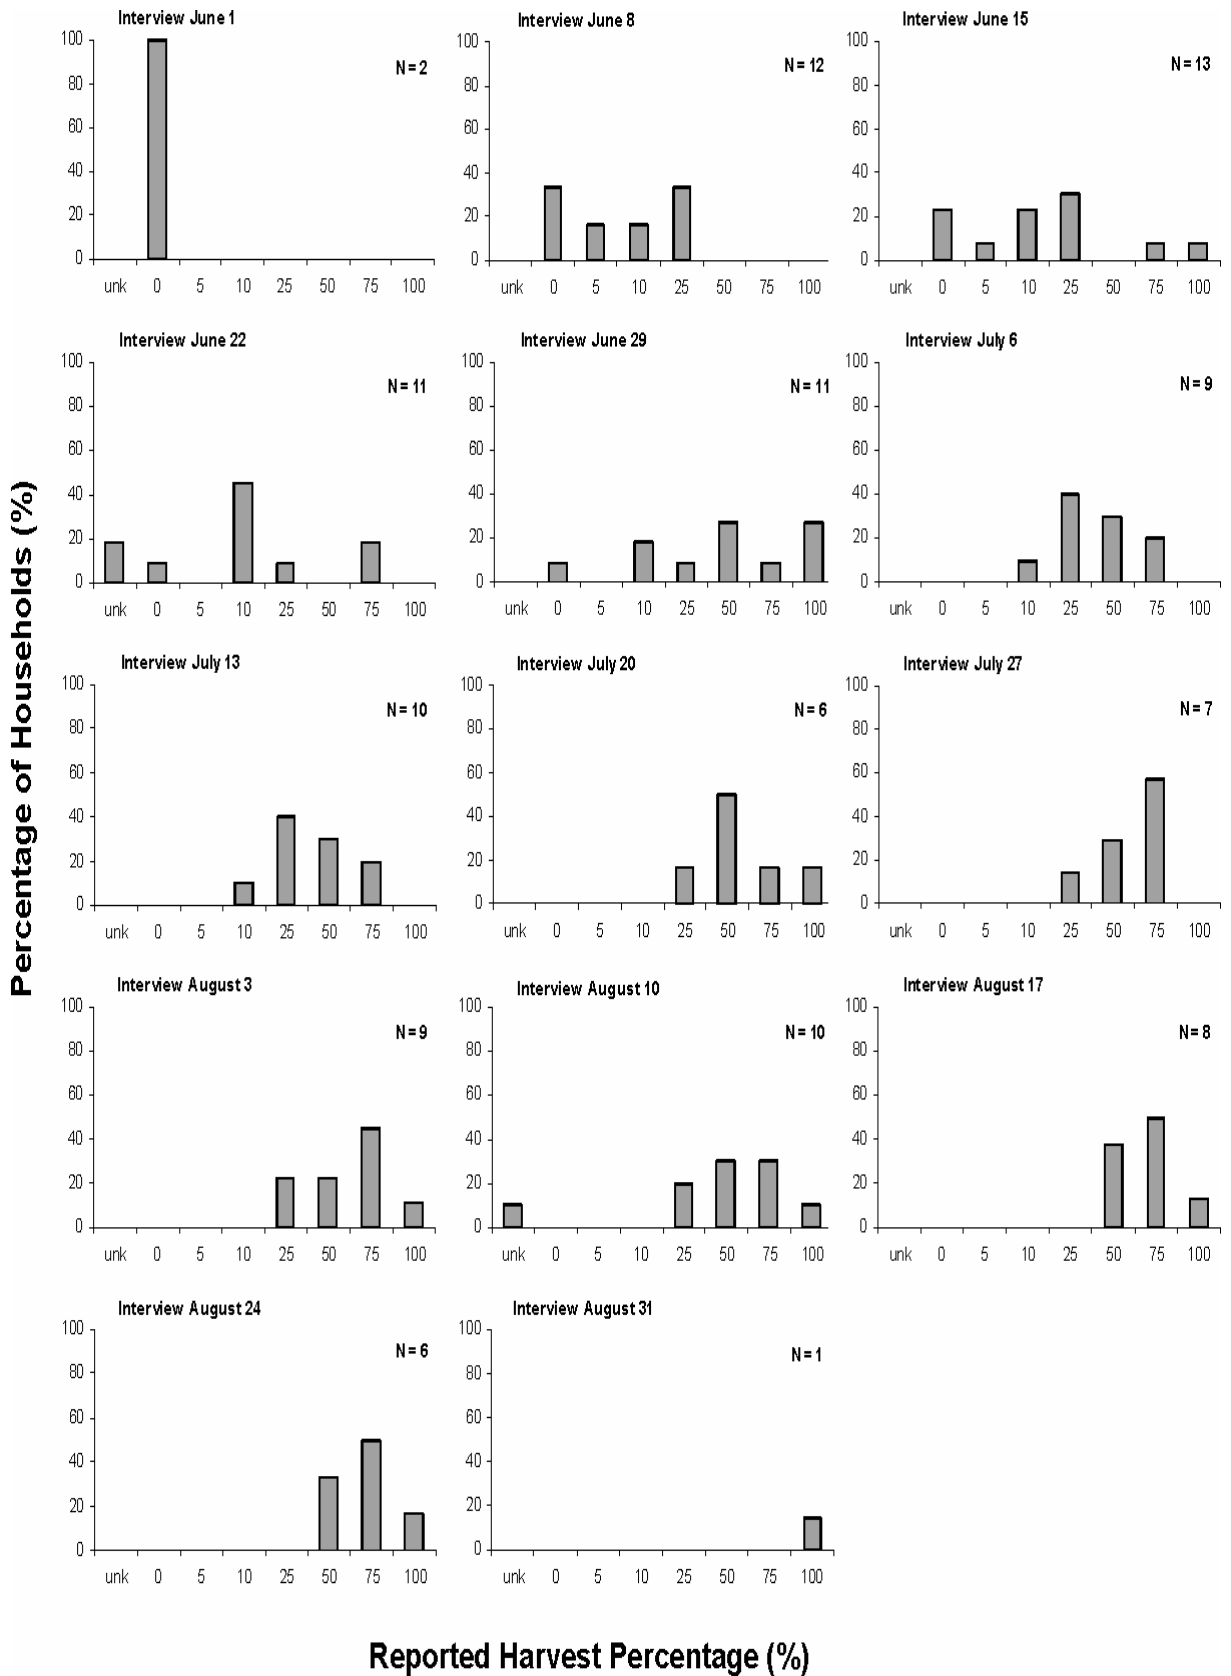 Percentage of Households (%)
Interview June 1
N = 2
100
80
60
40
20
0
unk 0 5 10 25 50 75 100
Interview June 8
N = 12
100
80
60
40
20
0
unk 0 5 10 25 50 75 100
Interview June 15
N = 13
100
80
60
40
20
0
unk 0 5 10 25 50 75 100
Interview June 22
N = 11
100
80
60
40
20
0
unk 0 5 10 25 50 75 100
Interview June 29
N = 11
100
80
60
40
20
0
unk 0 5 10 25 50 75 100
Interview July 6
N = 9
100
80
60
40
20
0
unk 0 5 10 25 50 75 100
Interview July 13
N = 10
100
80
60
40
20
0
unk 0 5 10 25 50 75 100
Interview July 20
N = 6
100
80
60
40
20
0
unk 0 5 10 25 50 75 100
Interview July 27
N = 7
100
80
60
40
20
0
unk 0 5 10 25 50 75 100
Interview August 3
N = 9
100
80
60
40
20
0
unk 0 5 10 25 50 75 100
Interview August 10
N = 10
100
80
60
40
20
0
unk 0 5 10 25 50 75 100
Interview August 17
N = 8
100
80
60
40
20
0
unk 0 5 10 25 50 75 100
Interview August 24
N = 6
100
80
60
40
20
0
unk 0 5 10 25 50 75 100
Interview August 31
N = 1
100
80
60
40
20
0
unk 0 5 10 25 50 75 100
Reported Harvest Percentage (%)